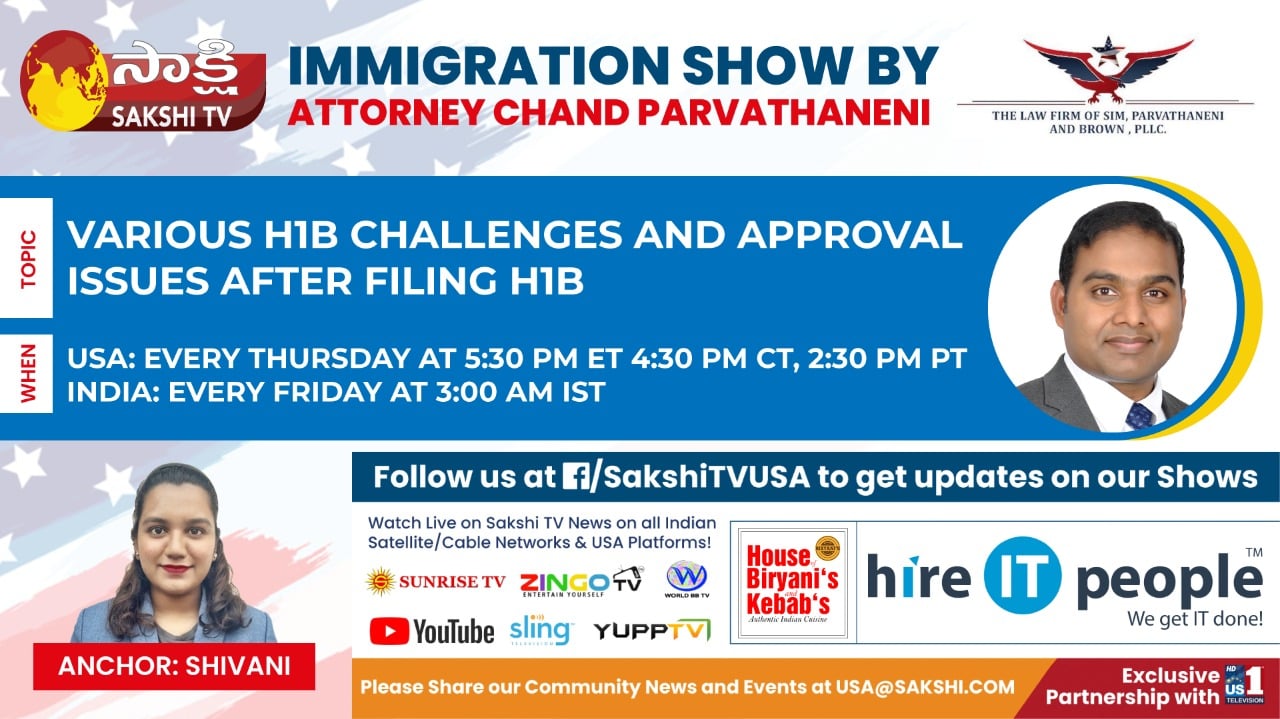 సాక్షి
SAKSHI TV
IMMIGRATION SHOW BY
ATTORNEY CHAND PARVATHANENI
THE LAW FIRM OF SIM, PARVATHANENI
AND BROWN , PLLC.
TOPIC
VARIOUS H1B CHALLENGES AND APPROVAL
ISSUES AFTER FILING H1B
WHEN
USA: EVERY THURSDAY AT 5:30 PM ET 4:30 PM CT, 2:30 PM PT
INDIA: EVERY FRIDAY AT 3:00 AM IST
ANCHOR: SHIVANI
Follow us at f/SakshiTVUSA to get updates on our Shows
Watch Live on Sakshi TV News on all Indian
Satellite/Cable Networks & USA Platforms!
SUNRISE TV
ZINGO TV
ENTERTAIN YOURSELF
W
WORLD BB TV
YouTube
sling
TELEVISION
YUPPTV
House
of
Biryani's
and
Kebab's
Authentic Indian Cuisine
hire IT people™
We get IT done!
Please Share our Community News and Events at USA@SAKSHI.COM
Exclusive
Partnership with
HD
US 1
TELEVISION